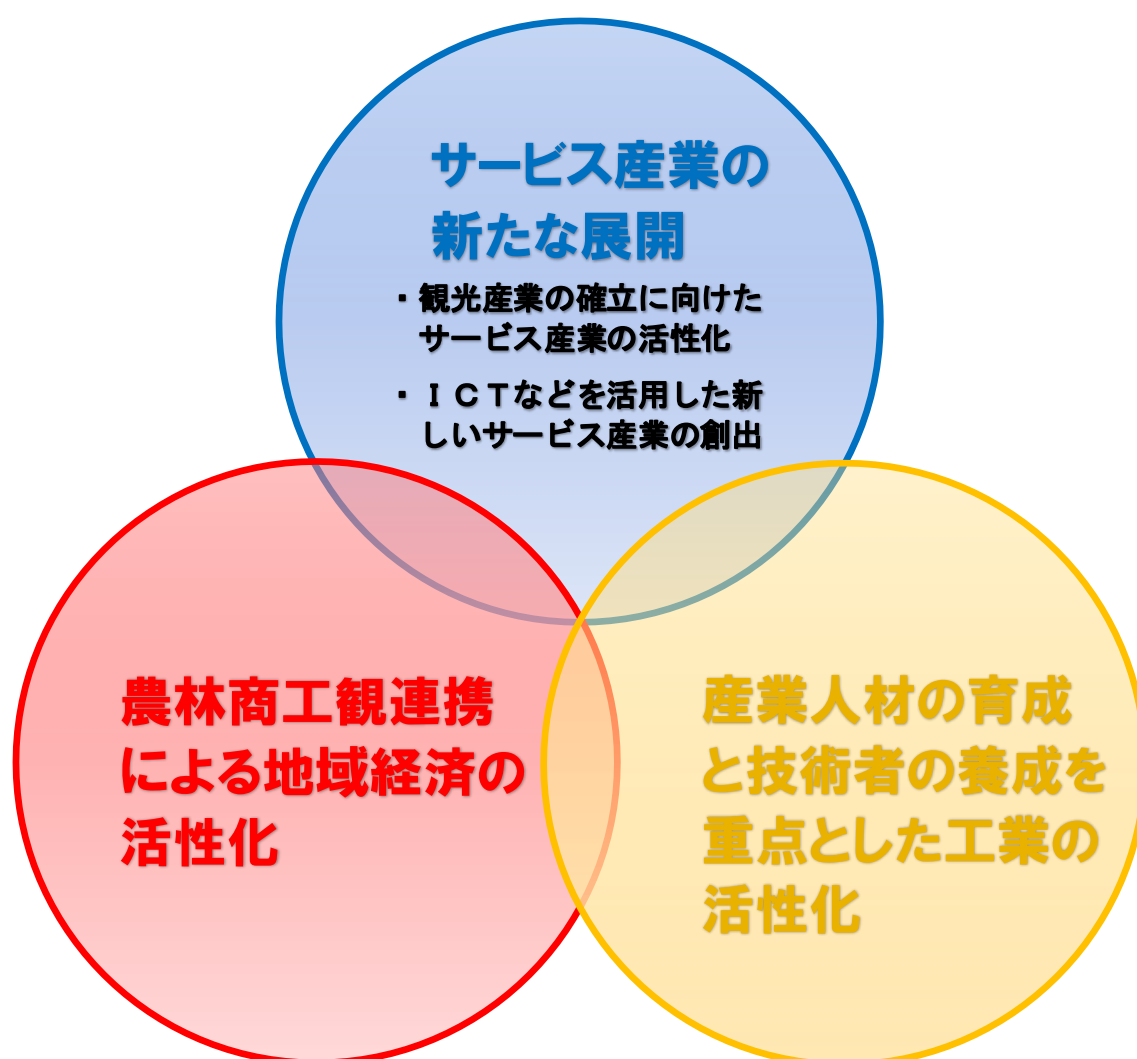 サービス産業の
新たな展開
・観光産業の確立に向けた
サービス産業の活性化
・ＩＣＴなどを活用した新
しいサービス産業の創出
農林商工観連携
による地域経済の
活性化
産業人材の育成
と技術者の養成を
重点とした工業の
活性化